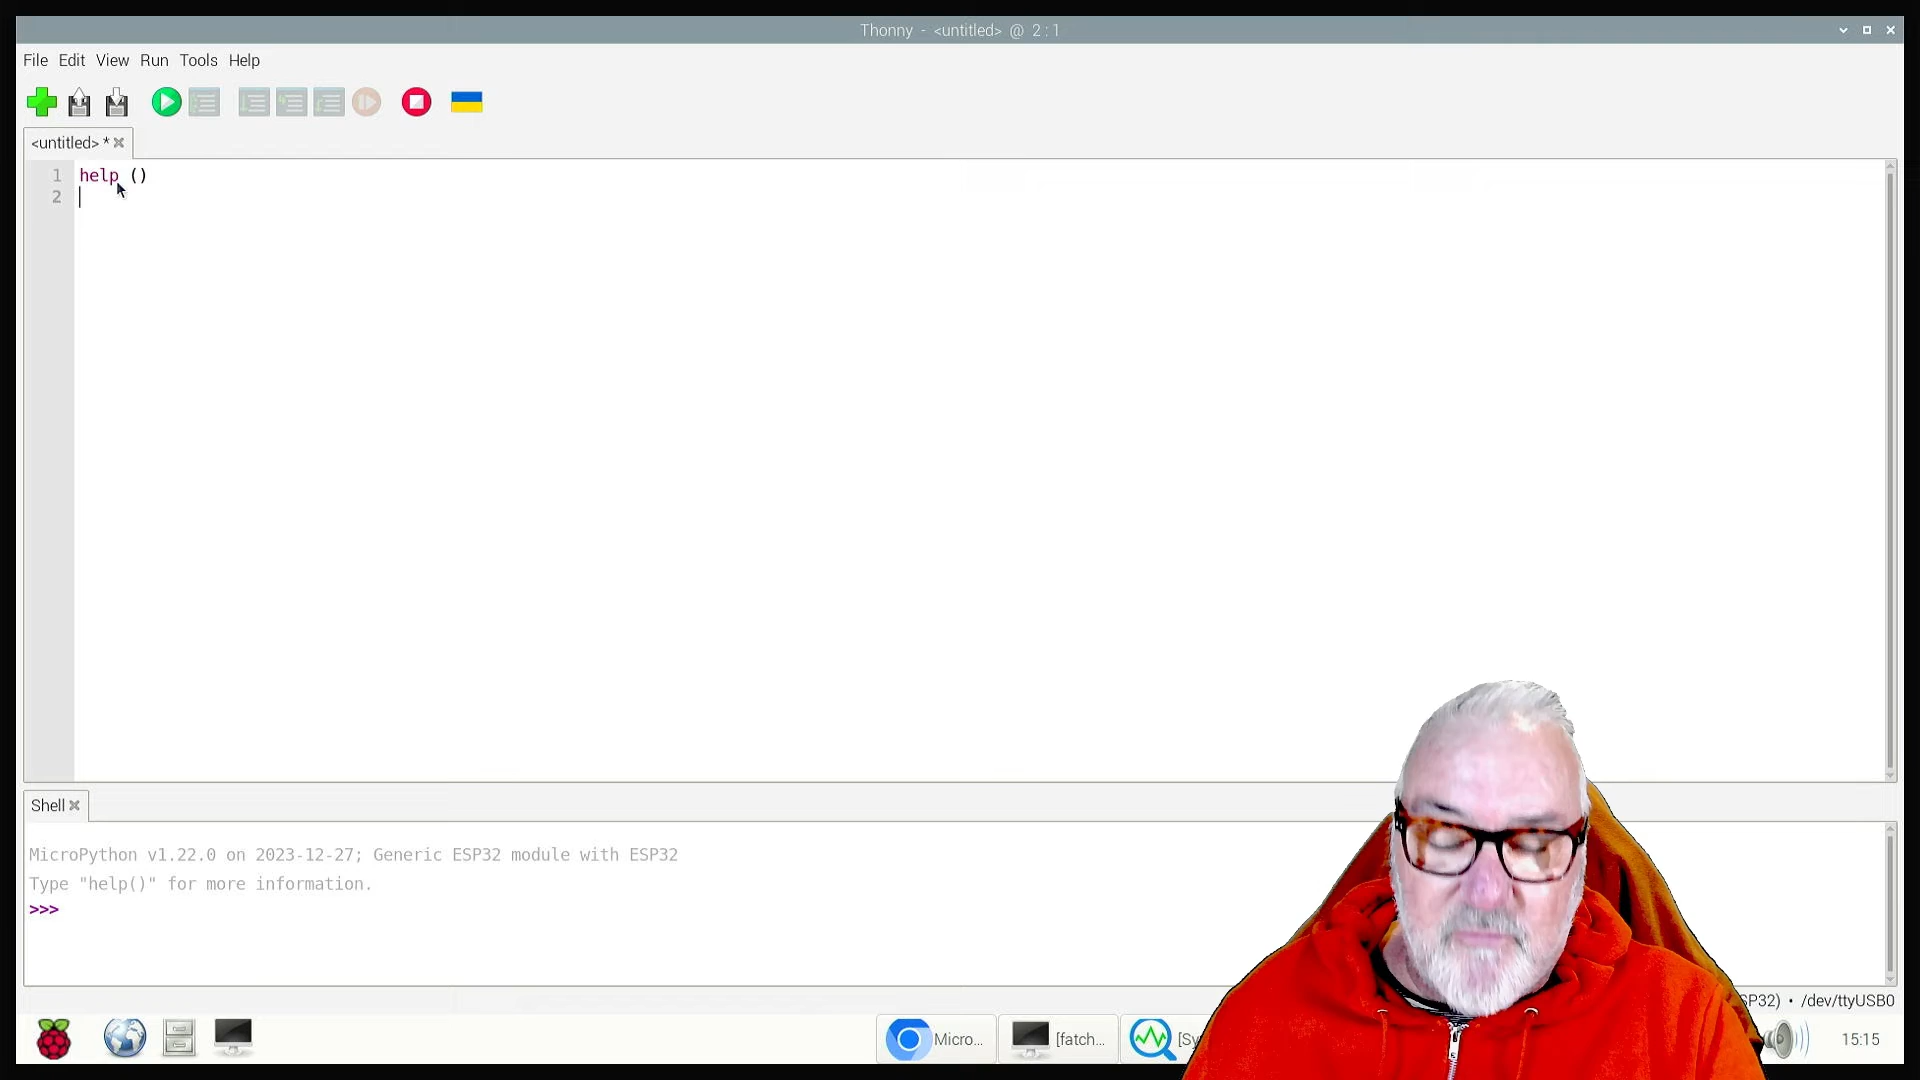 Thonny - <untitled> @ 2:1
File Edit View Run Tools Help
<untitled> *
1 help ()
2
Shell
MicroPython v1.22.0 on 2023-12-27; Generic ESP32 module with ESP32
Type "help()" for more information.
>>>
SP32) • /dev/ttyUSB0
Micro... [fatch... [Sy 15:15